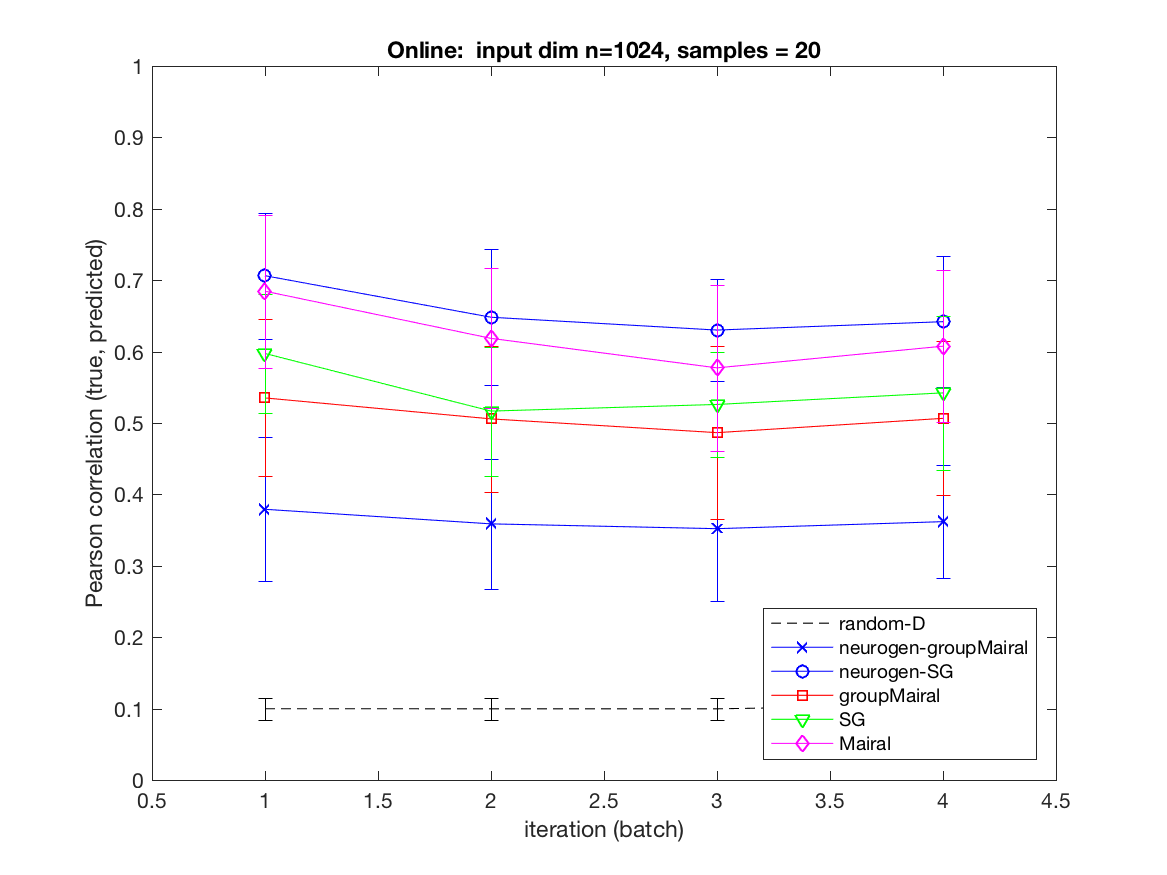 Online:  input dim n=1024, samples = 20
1
0.9
0.8
0.7
0.6
0.5
0.4
0.3
0.2
0.1
0
Pearson correlation (true, predicted)
random-D
neurogen-groupMairal
neurogen-SG
groupMairal
SG
Mairal
0.5 1 1.5 2 2.5 3 3.5 4 4.5
iteration (batch)